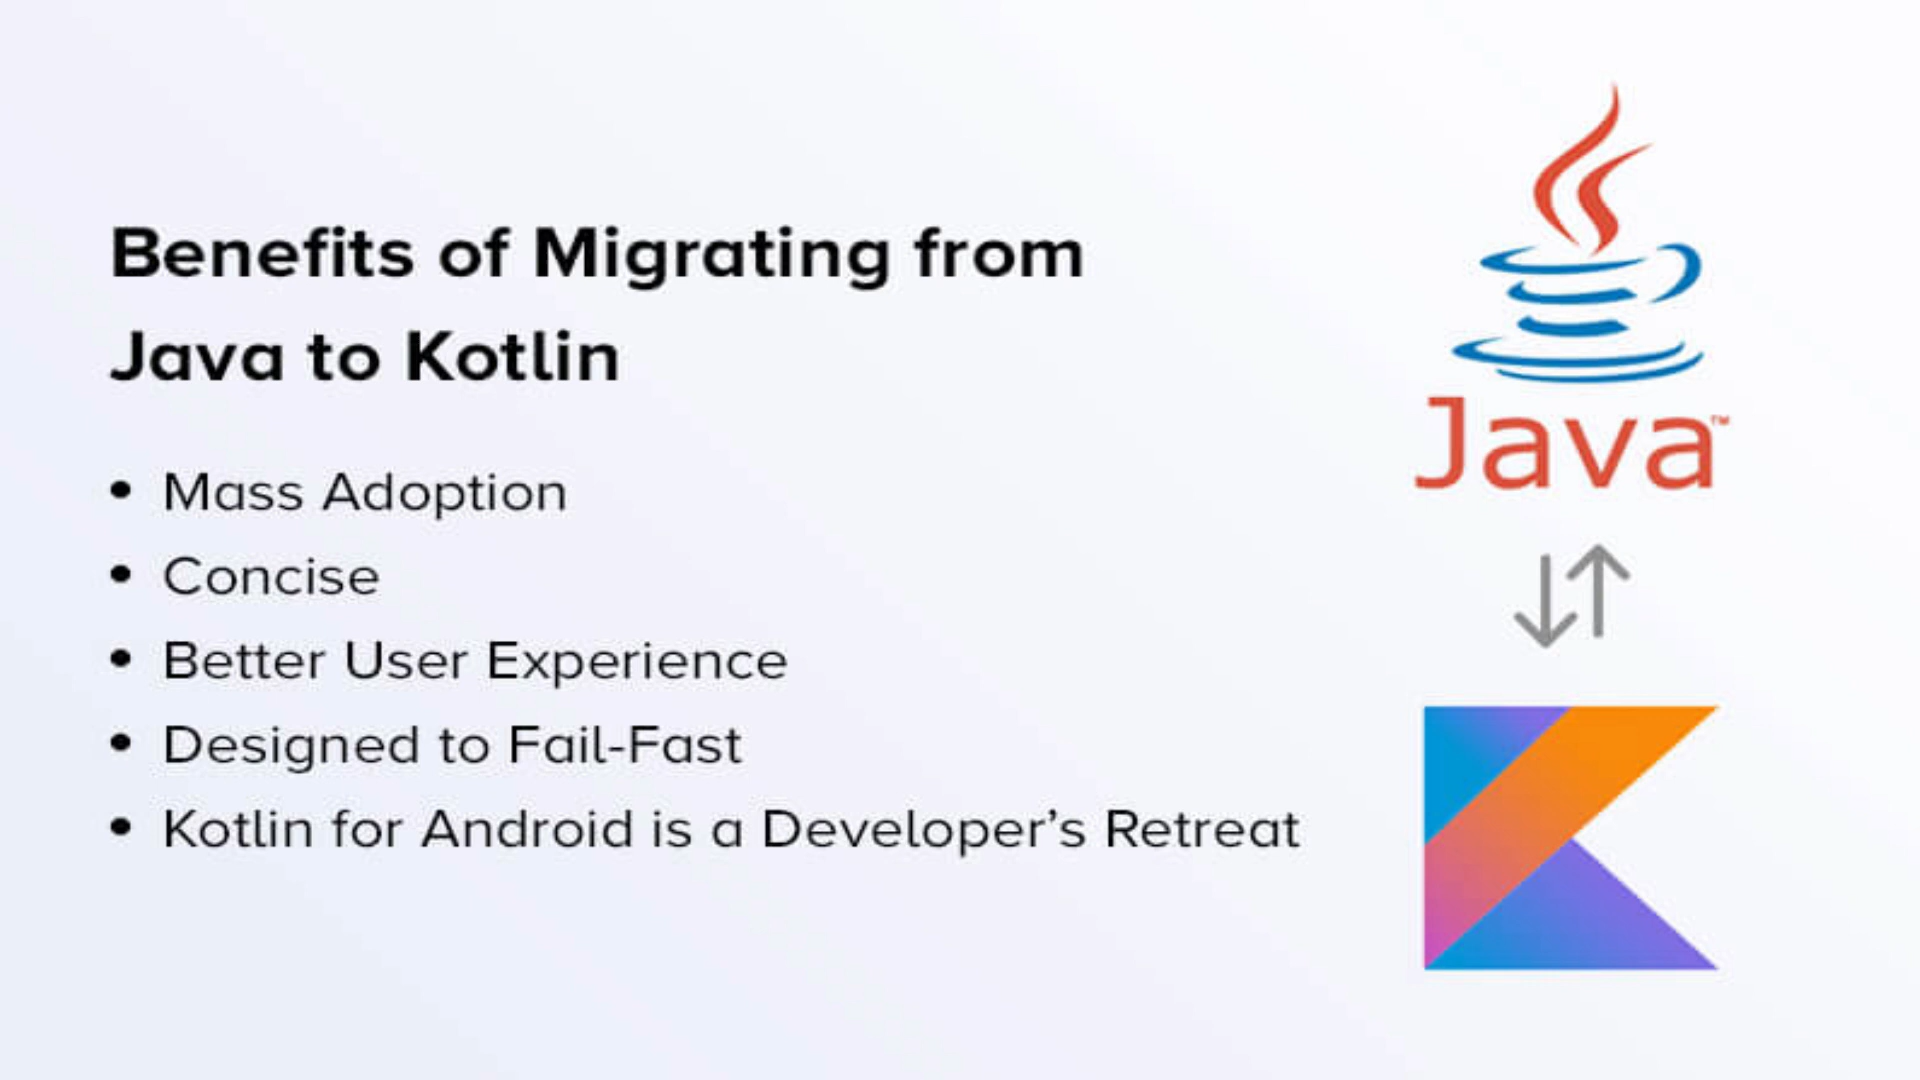 Benefits of Migrating from
Java to Kotlin
• Mass Adoption
• Concise
• Better User Experience
• Designed to Fail-Fast
• Kotlin for Android is a Developer’s Retreat
Java™